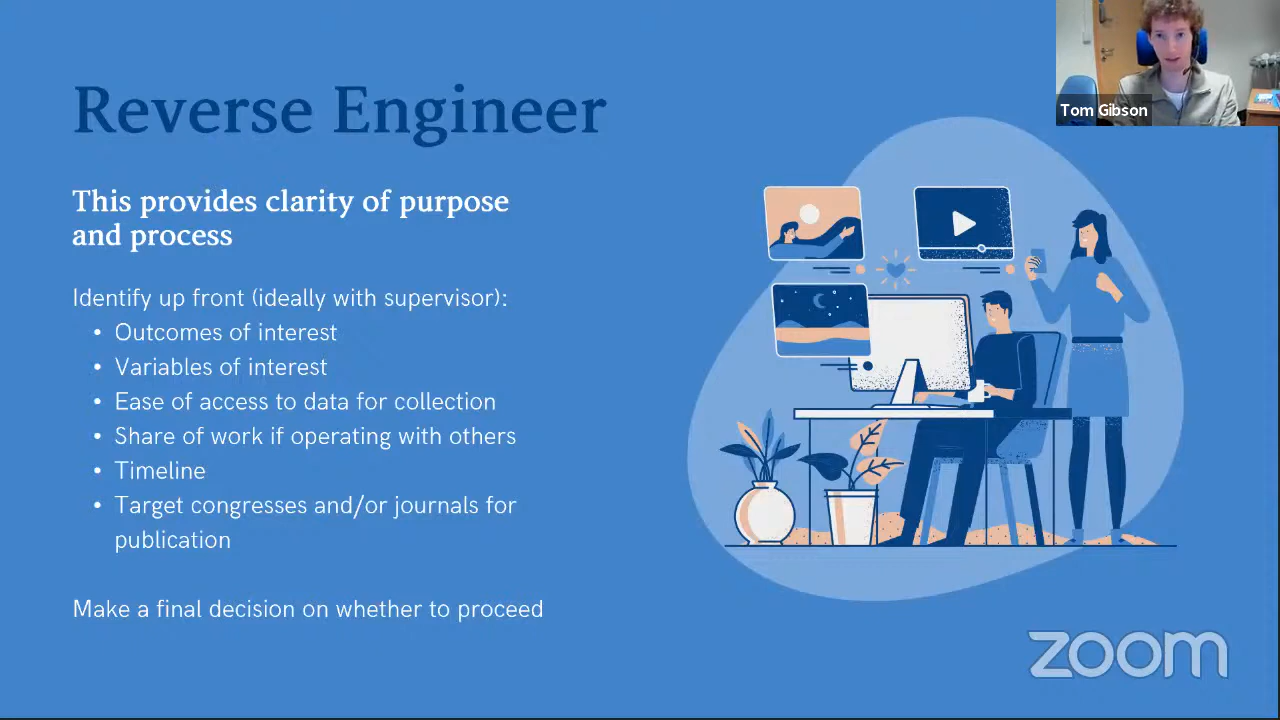 Tom Gibson
Reverse Engineer
This provides clarity of purpose
and process
Identify up front (ideally with supervisor):
• Outcomes of interest
• Variables of interest
• Ease of access to data for collection
• Share of work if operating with others
• Timeline
• Target congresses and/or journals for
publication
Make a final decision on whether to proceed
zoom